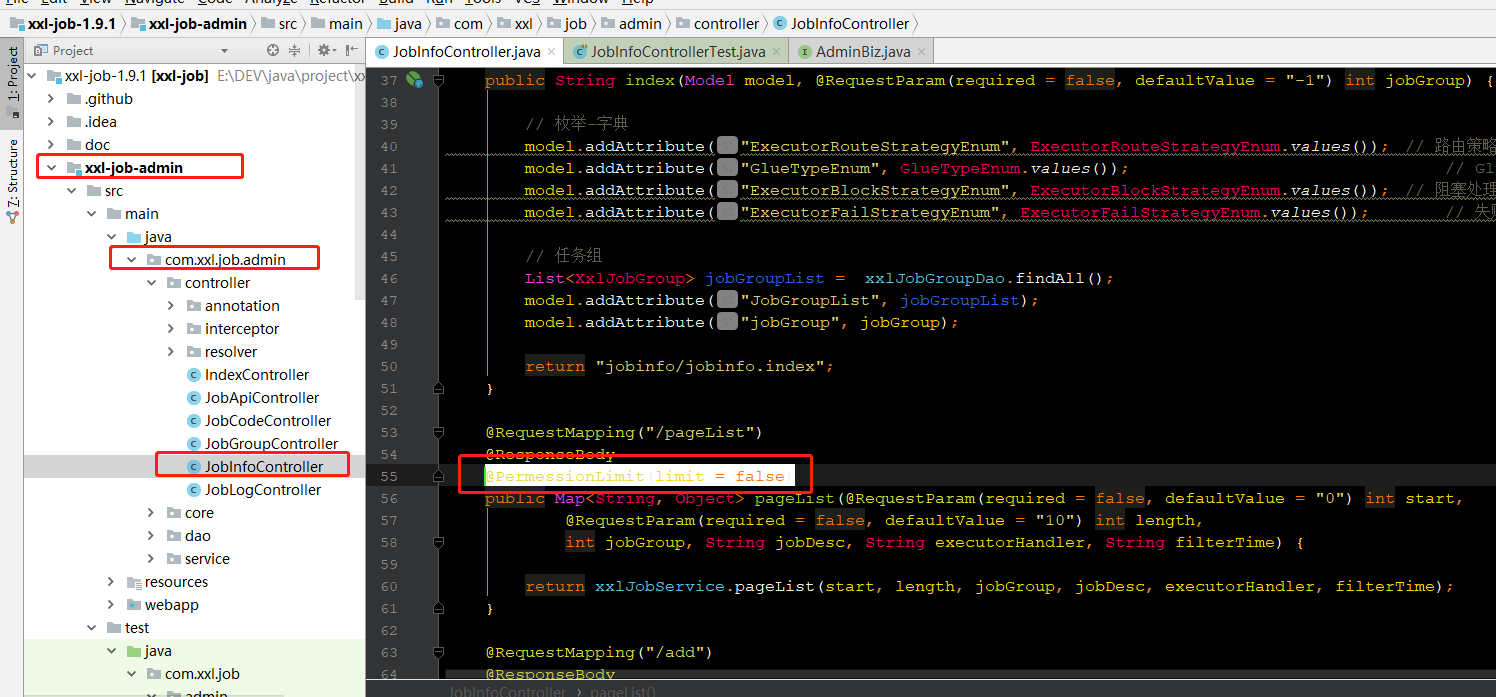 File Edit View Navigate Code Analyze Refactor Build Run Tools VCS Window Help
xxl-job-1.9.1 xxl-job-admin src main java com xxl job admin controller JobInfoController
Project
JobInfoController.java JobInfoControllerTest.java AdminBiz.java
1: Project
7: Structure
xxl-job-1.9.1 [xxl-job] E:\DEV\java\project\xx
.github
.idea
doc
xxl-job-admin
src
main
java
com.xxl.job.admin
controller
annotation
interceptor
resolver
IndexController
JobApiController
JobCodeController
JobGroupController
JobInfoController
JobLogController
core
dao
service
resources
webapp
test
java
com.xxl.job
admin
37 public String index(Model model, @RequestParam(required = false, defaultValue = "-1") int jobGroup) {
38
39 // 枚举-字典
40 model.addAttribute("ExecutorRouteStrategyEnum", ExecutorRouteStrategyEnum.values()); // 路由策略
41 model.addAttribute("GlueTypeEnum", GlueTypeEnum.values()); // Gl
42 model.addAttribute("ExecutorBlockStrategyEnum", ExecutorBlockStrategyEnum.values()); // 阻塞处理
43 model.addAttribute("ExecutorFailStrategyEnum", ExecutorFailStrategyEnum.values()); // 失败
44
45 // 任务组
46 List<XxlJobGroup> jobGroupList = xxlJobGroupDao.findAll();
47 model.addAttribute("JobGroupList", jobGroupList);
48 model.addAttribute("jobGroup", jobGroup);
49
50 return "jobinfo/jobinfo.index";
51 }
52
53 @RequestMapping("/pageList")
54 @ResponseBody
55 @PermessionLimit(limit = false)
56 public Map<String, Object> pageList(@RequestParam(required = false, defaultValue = "0") int start,
57 @RequestParam(required = false, defaultValue = "10") int length,
58 int jobGroup, String jobDesc, String executorHandler, String filterTime) {
59
60 return xxlJobService.pageList(start, length, jobGroup, jobDesc, executorHandler, filterTime);
61 }
62
63 @RequestMapping("/add")
64 @ResponseBody
JobInfoController › pageList()